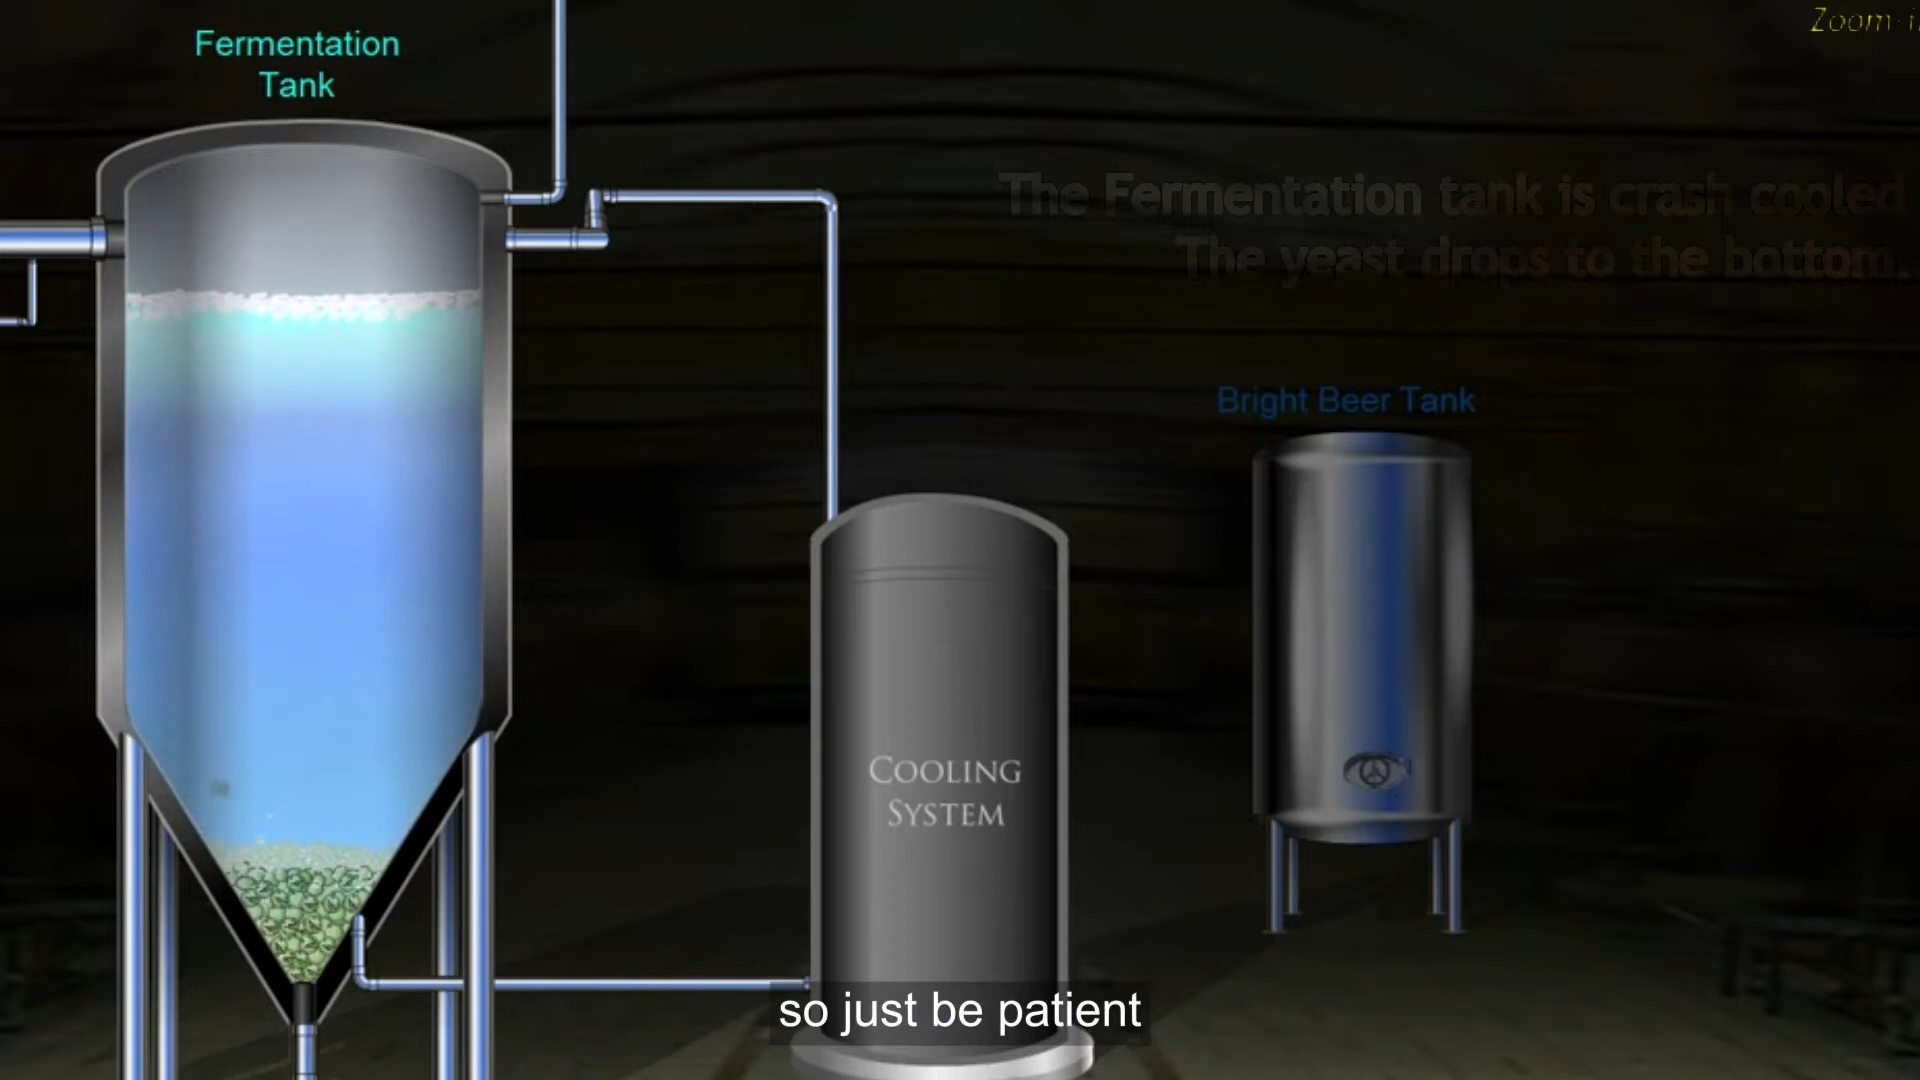 Fermentation
Tank
Zoom
The Fermentation tank is crash cooled
The yeast drops to the bottom.
Bright Beer Tank
COOLING
SYSTEM
so just be patient